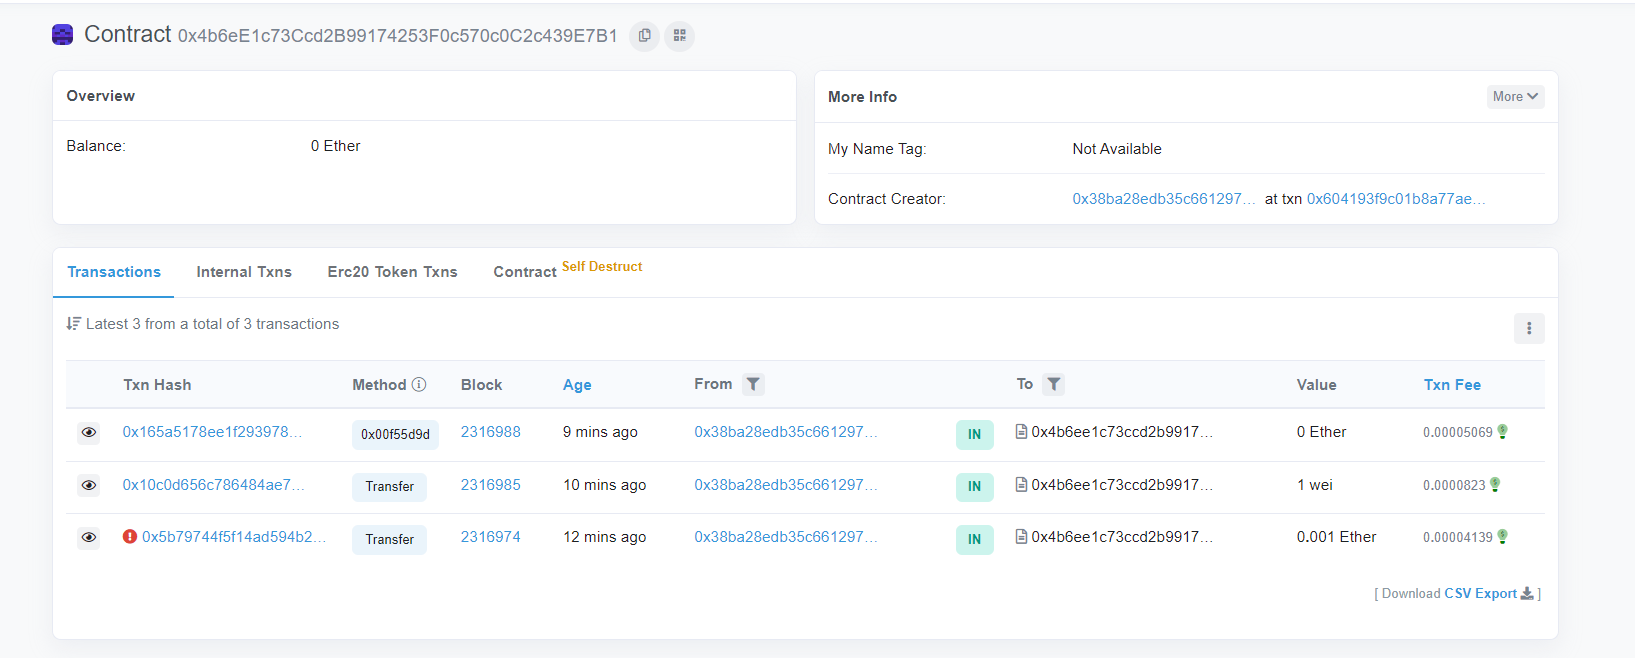 Contract 0x4b6eE1c73Ccd2B99174253F0c570c0C2c439E7B1
Overview
Balance: 0 Ether
More Info More
My Name Tag: Not Available
Contract Creator: 0x38ba28edb35c661297... at txn 0x604193f9c01b8a77ae...
Transactions Internal Txns Erc20 Token Txns Contract Self Destruct
Latest 3 from a total of 3 transactions
Txn Hash Method Block Age From To Value Txn Fee
0x165a5178ee1f293978... 0x00f55d9d 2316988 9 mins ago 0x38ba28edb35c661297... IN 0x4b6ee1c73ccd2b9917... 0 Ether 0.00005069
0x10c0d656c786484ae7... Transfer 2316985 10 mins ago 0x38ba28edb35c661297... IN 0x4b6ee1c73ccd2b9917... 1 wei 0.0000823
0x5b79744f5f14ad594b2... Transfer 2316974 12 mins ago 0x38ba28edb35c661297... IN 0x4b6ee1c73ccd2b9917... 0.001 Ether 0.00004139
[ Download CSV Export ]